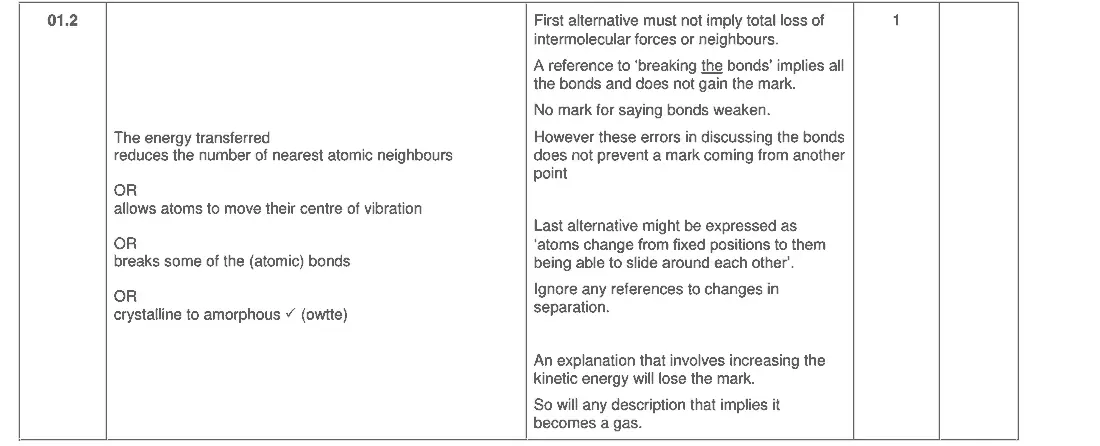 01.2
The energy transferred
reduces the number of nearest atomic neighbours
OR
allows atoms to move their centre of vibration
OR
breaks some of the (atomic) bonds
OR
crystalline to amorphous ✓ (owtte)
First alternative must not imply total loss of
intermolecular forces or neighbours.
A reference to ‘breaking the bonds’ implies all
the bonds and does not gain the mark.
No mark for saying bonds weaken.
However these errors in discussing the bonds
does not prevent a mark coming from another
point
Last alternative might be expressed as
‘atoms change from fixed positions to them
being able to slide around each other’.
Ignore any references to changes in
separation.
An explanation that involves increasing the
kinetic energy will lose the mark.
So will any description that implies it
becomes a gas.
1